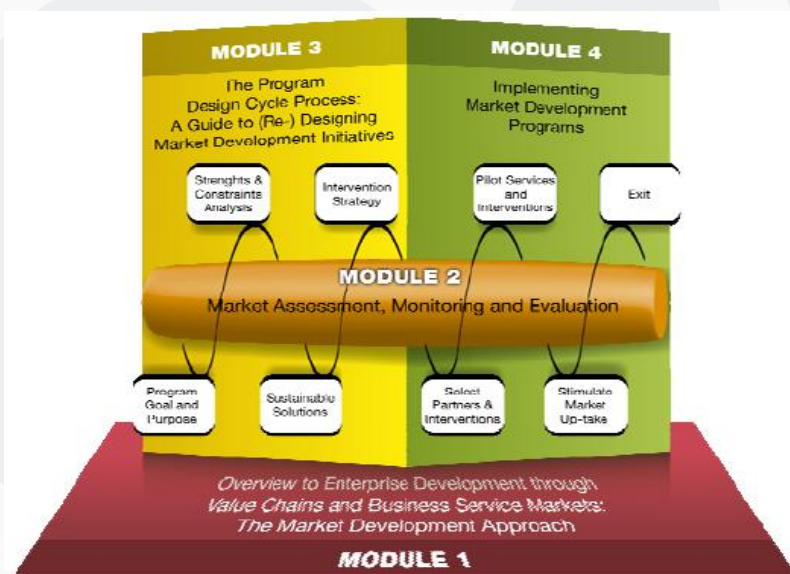 MODULE 3
The Program
Design Cycle Process:
A Guide to (Re-) Designing
Market Development Initiatives
MODULE 4
Implementing
Market Development
Programs
Strenghts &
Constraints
Analysis
Intervention
Strategy
Pilot Services
and
Interventions
Exit
MODULE 2
Market Assessment, Monitoring and Evaluation
Program
Goal and
Purpose
Sustainable
Solutions
Select
Partners &
Interventions
Stimulate
Market
Up-take
Overview to Enterprise Development through
Value Chains and Business Service Markets:
The Market Development Approach
MODULE 1